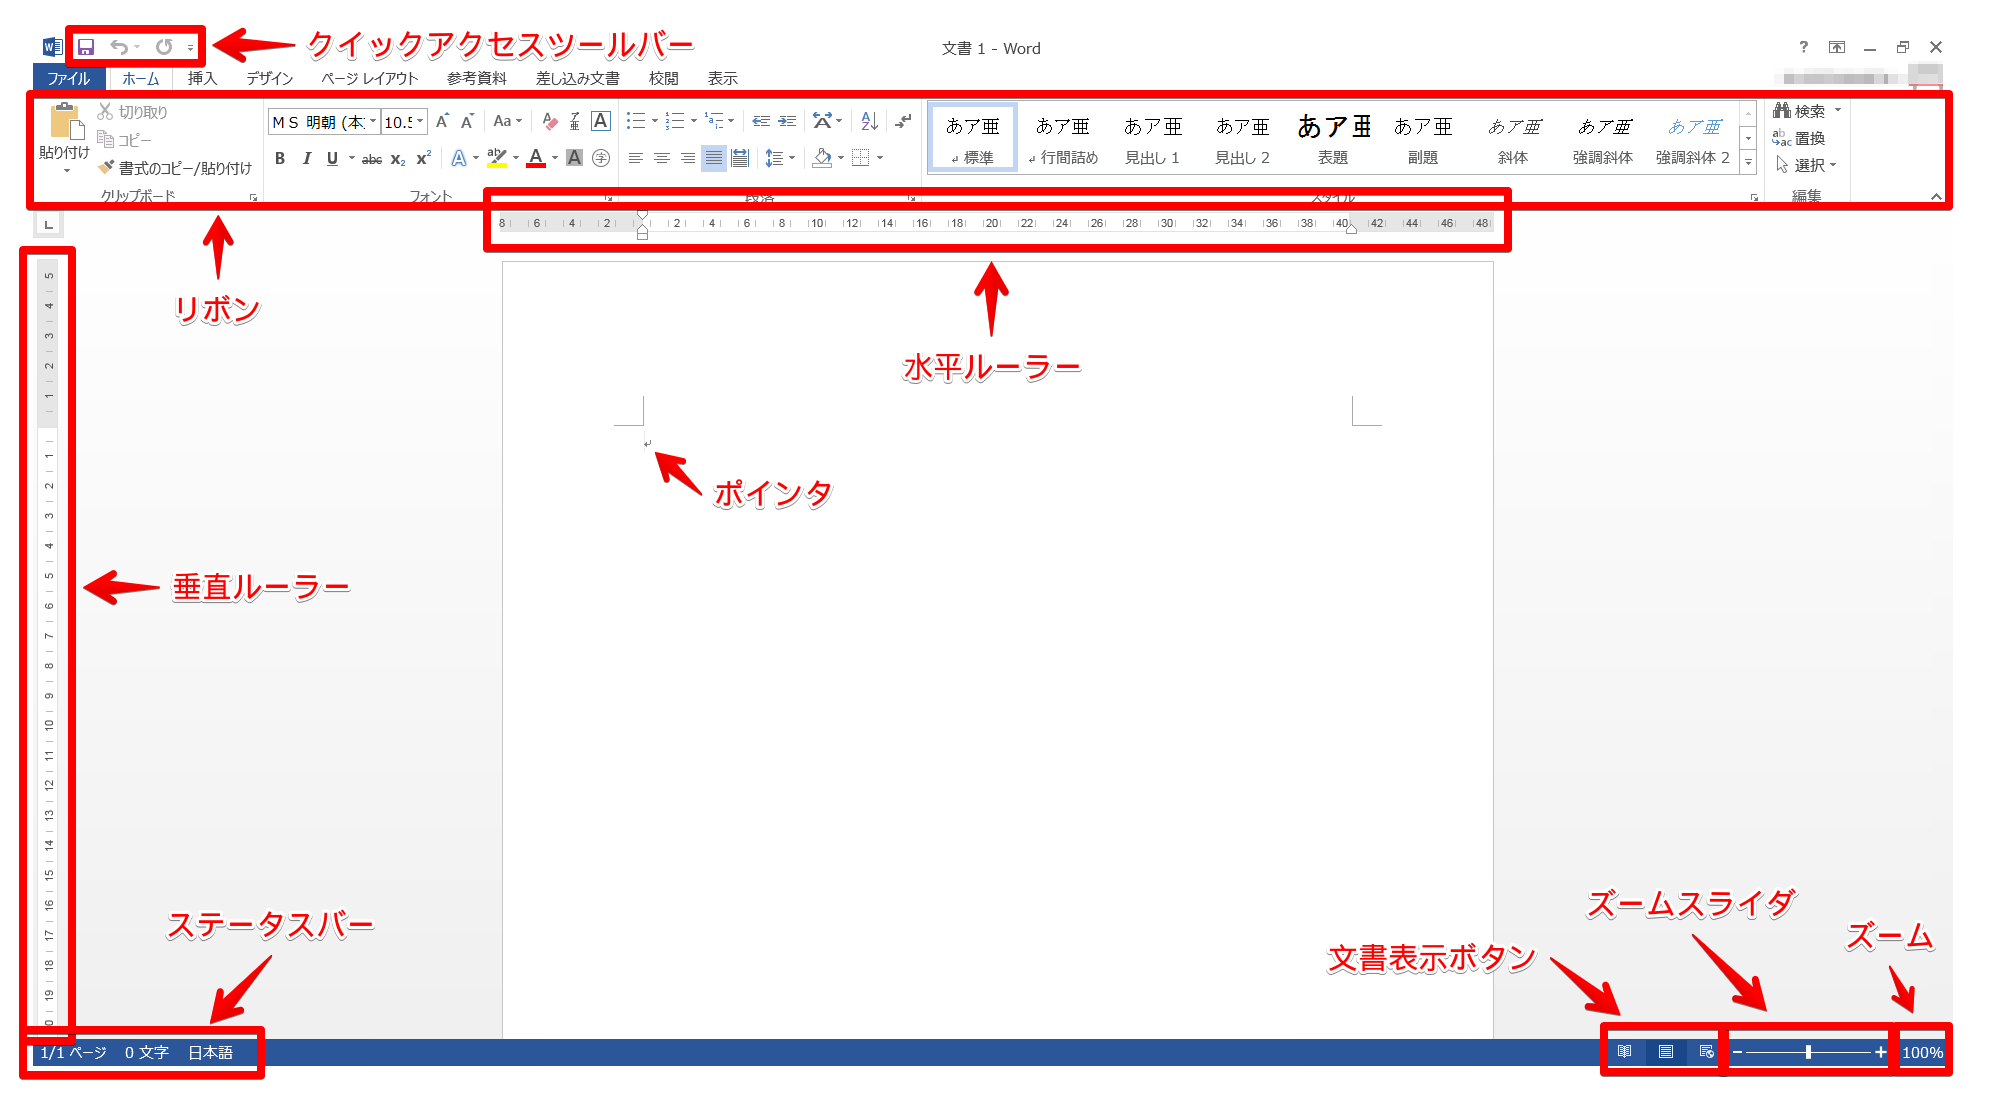 クイックアクセスツールバー
文書 1 - Word
?
ファイル ホーム 挿入 デザイン ページ レイアウト 参考資料 差し込み文書 校閲 表示
貼り付け
切り取り
コピー
書式のコピー/貼り付け
クリップボード
ＭＳ 明朝 (本 10.5
Aa
A
B I U abc x₂ x² A ab A A 字
フォント
段落
あア亜 あア亜 あア亜 あア亜 あア亜 あア亜 あア亜 あア亜 あア亜
標準 行間詰め 見出し 1 見出し 2 表題 副題 斜体 強調斜体 強調斜体 2
スタイル
検索
置換
選択
編集
8 6 4 2 2 4 6 8 10 12 14 16 18 20 22 24 26 28 30 32 34 36 38 40 42 44 46 48
リボン
水平ルーラー
ポインタ
5 4 3 2 1 1 2 3 4 5 6 7 8 9 10 11 12 13 14 15 16 17 18 19
垂直ルーラー
ステータスバー
ズームスライダ
ズーム
文書表示ボタン
1/1 ページ 0 文字 日本語
100%